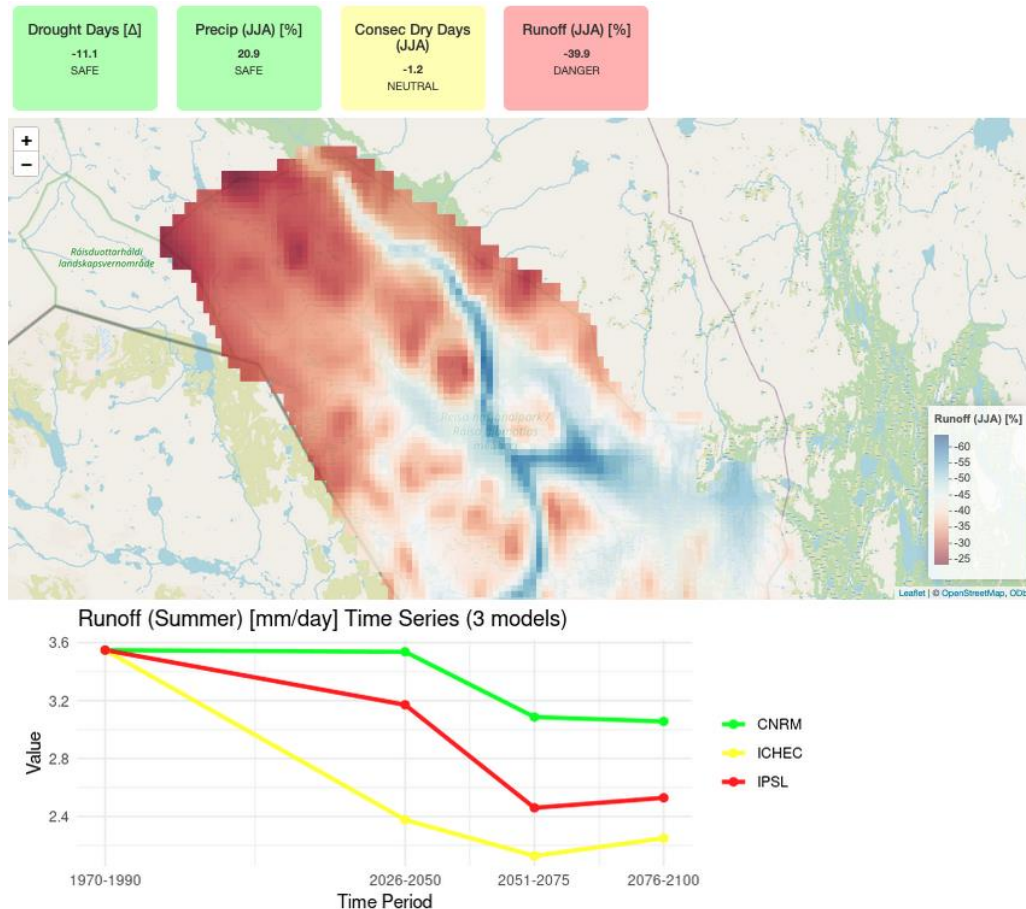 Drought Days [Δ]
-11.1
SAFE
Precip (JJA) [%]
20.9
SAFE
Consec Dry Days
(JJA)
-1.2
NEUTRAL
Runoff (JJA) [%]
-39.9
DANGER
+
−
Ráisduottarháldi
landskapsvernområde
Runoff (JJA) [%]
-60
-55
-50
-45
-40
-35
-30
-25
Leaflet | © OpenStreetMap, ODb
Runoff (Summer) [mm/day] Time Series (3 models)
3.6
3.2
2.8
2.4
Value
1970-1990
2026-2050
2051-2075
2076-2100
Time Period
CNRM
ICHEC
IPSL